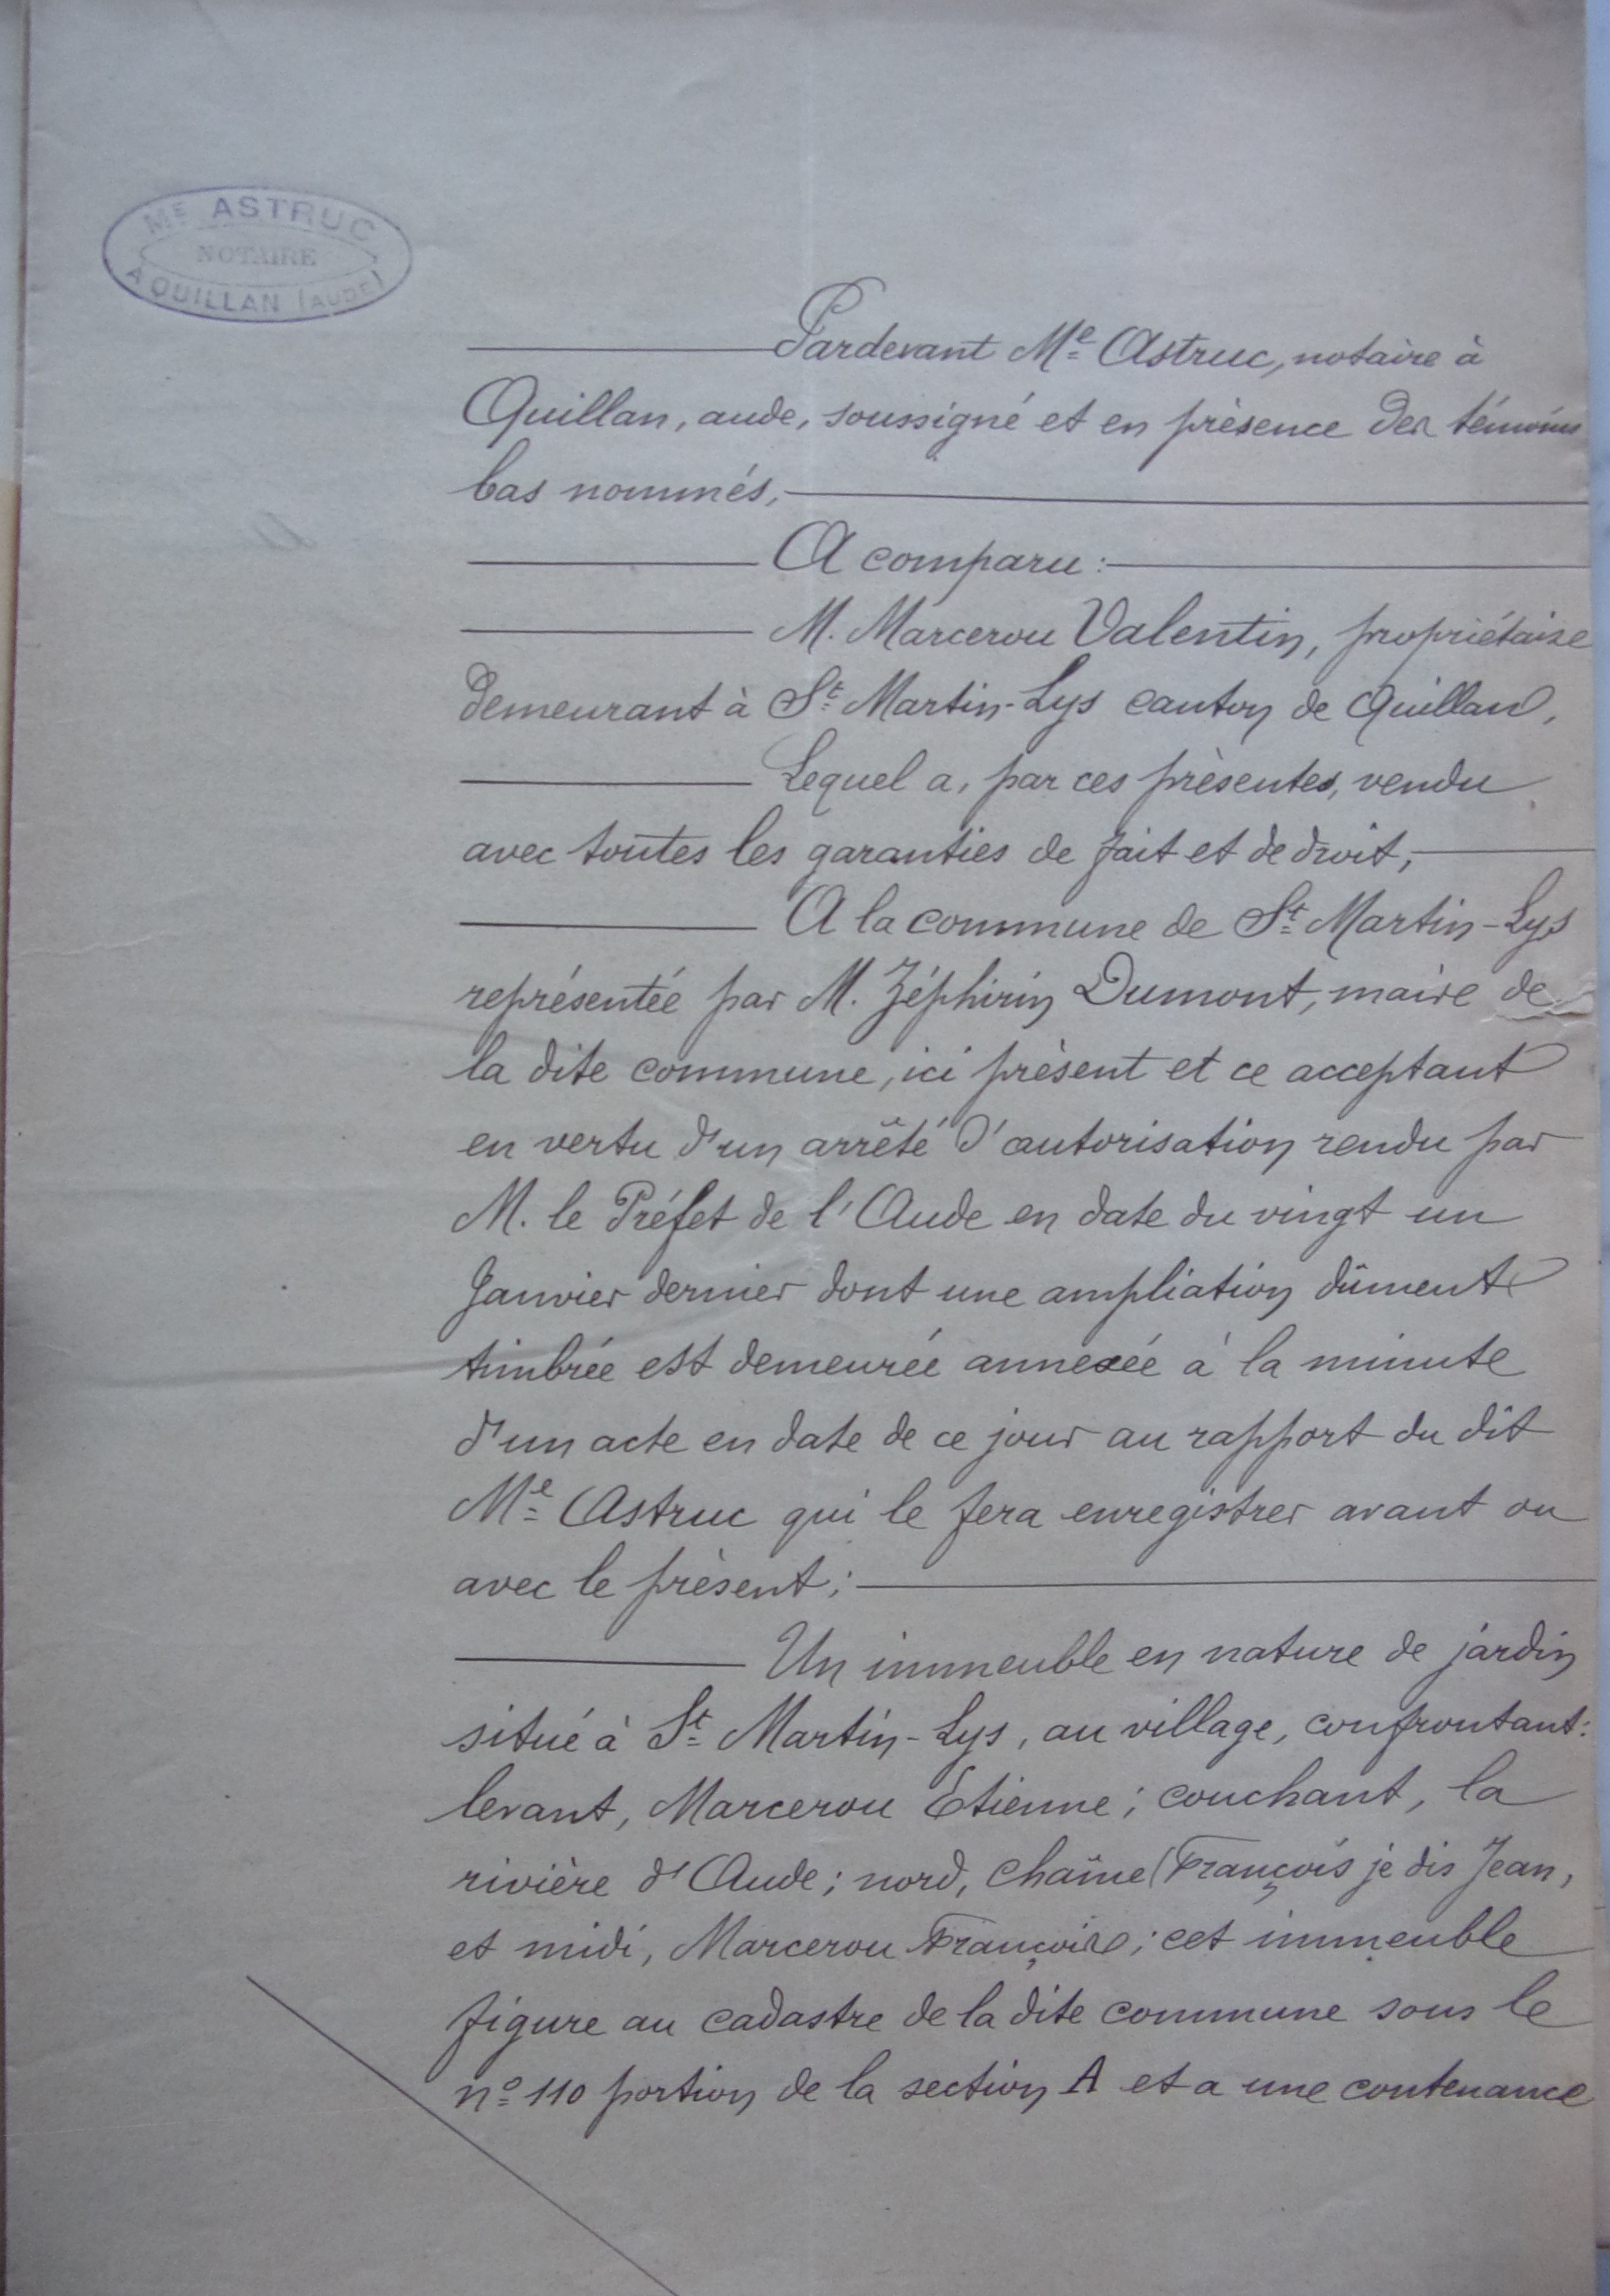 Me ASTRUC
NOTAIRE
A QUILLAN (AUDE)
Pardevant Me Astruc, notaire à
Quillan, aude, soussigné et en présence des témoins
bas nommés,
A comparu :
M. Marcerou Valentin, propriétaire
demeurant à St Martin-Lys canton de Quillan,
Lequel a, par ces présentes, vendu
avec toutes les garanties de fait et de droit,
A la commune de St Martin-Lys
représentée par M. Zéphirin Dumont, maire de
la dite commune, ici présent et ce acceptant
en vertu d'un arrêté d'autorisation rendu par
M. le Préfet de l'Aude en date du vingt un
Janvier dernier dont une ampliation dûment
timbrée est demeurée annexée à la minute
d'un acte en date de ce jour au rapport du dit
Me Astruc qui le fera enregistrer avant ou
avec le présent ;
Un immeuble en nature de jardin
situé à St Martin-Lys, au village, confrontant :
levant, Marcerou Etienne ; couchant, la
rivière d'Aude ; nord, Chaîne (François je dis Jean,
et midi, Marcerou François ; cet immeuble
figure au cadastre de la dite commune sous le
no 110 portion de la section A et a une contenance